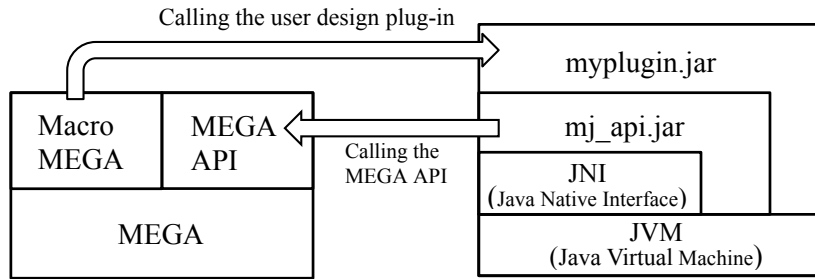 Calling the user design plug-in
myplugin.jar
Macro
MEGA
MEGA
API
mj_api.jar
Calling the
MEGA API
JNI
(Java Native Interface)
MEGA
JVM
(Java Virtual Machine)